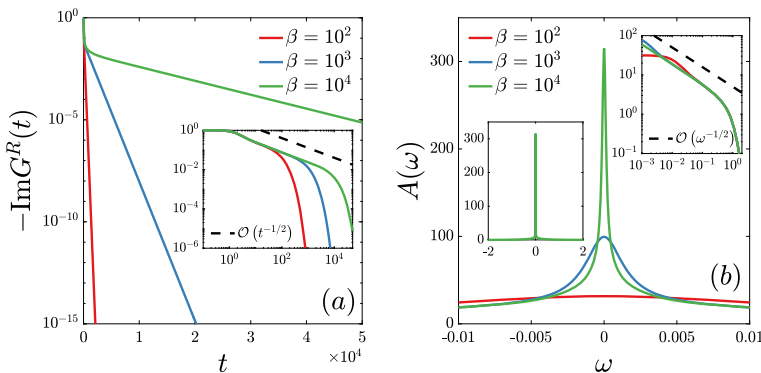 10^0
10^-5
10^-10
10^-15
−ImG^R(t)
β = 10^2
β = 10^3
β = 10^4
10^0
10^-2
10^-4
10^-6
O (t^-1/2)
10^0 10^2 10^4
(a)
0 1 2 3 4 5
×10^4
t
300
200
100
0
A(ω)
β = 10^2
β = 10^3
β = 10^4
300
200
100
0
-2 0 2
10^2
10^1
10^0
10^-1
O (ω^-1/2)
10^-3 10^-2 10^-1 10^0
(b)
-0.01 -0.005 0 0.005 0.01
ω